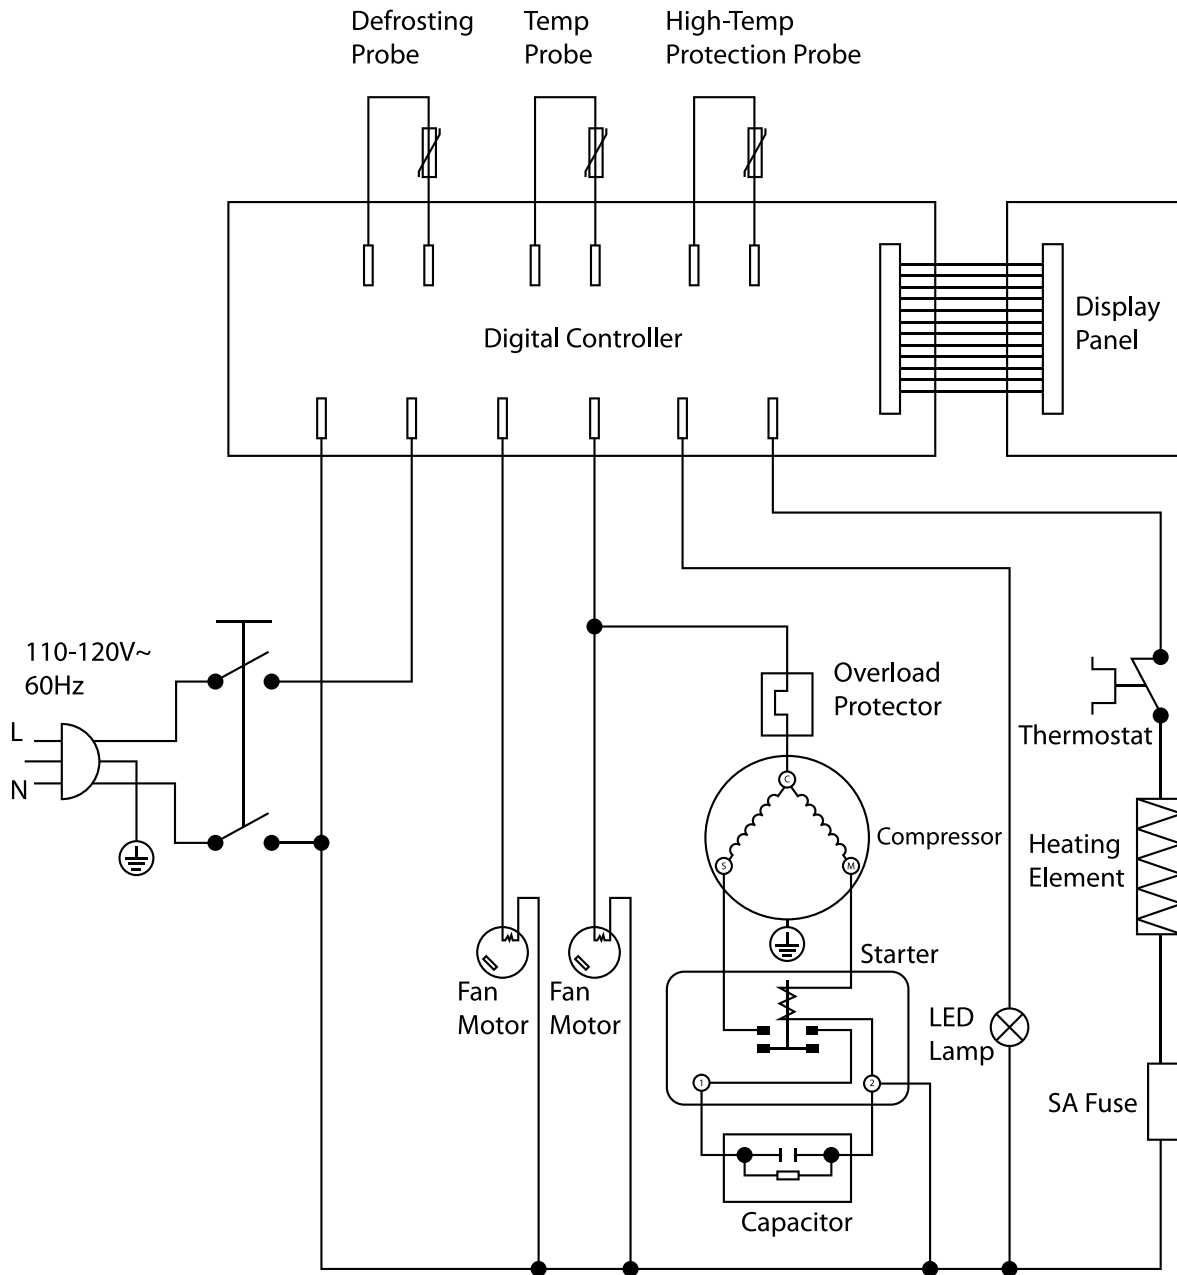 Defrosting
Probe
Temp
Probe
High-Temp
Protection Probe
Digital Controller
Display
Panel
110-120V~
60Hz
L
N
Overload
Protector
Thermostat
C
Compressor
S
M
Heating
Element
Starter
Fan
Motor
Fan
Motor
LED
Lamp
1
2
SA Fuse
Capacitor